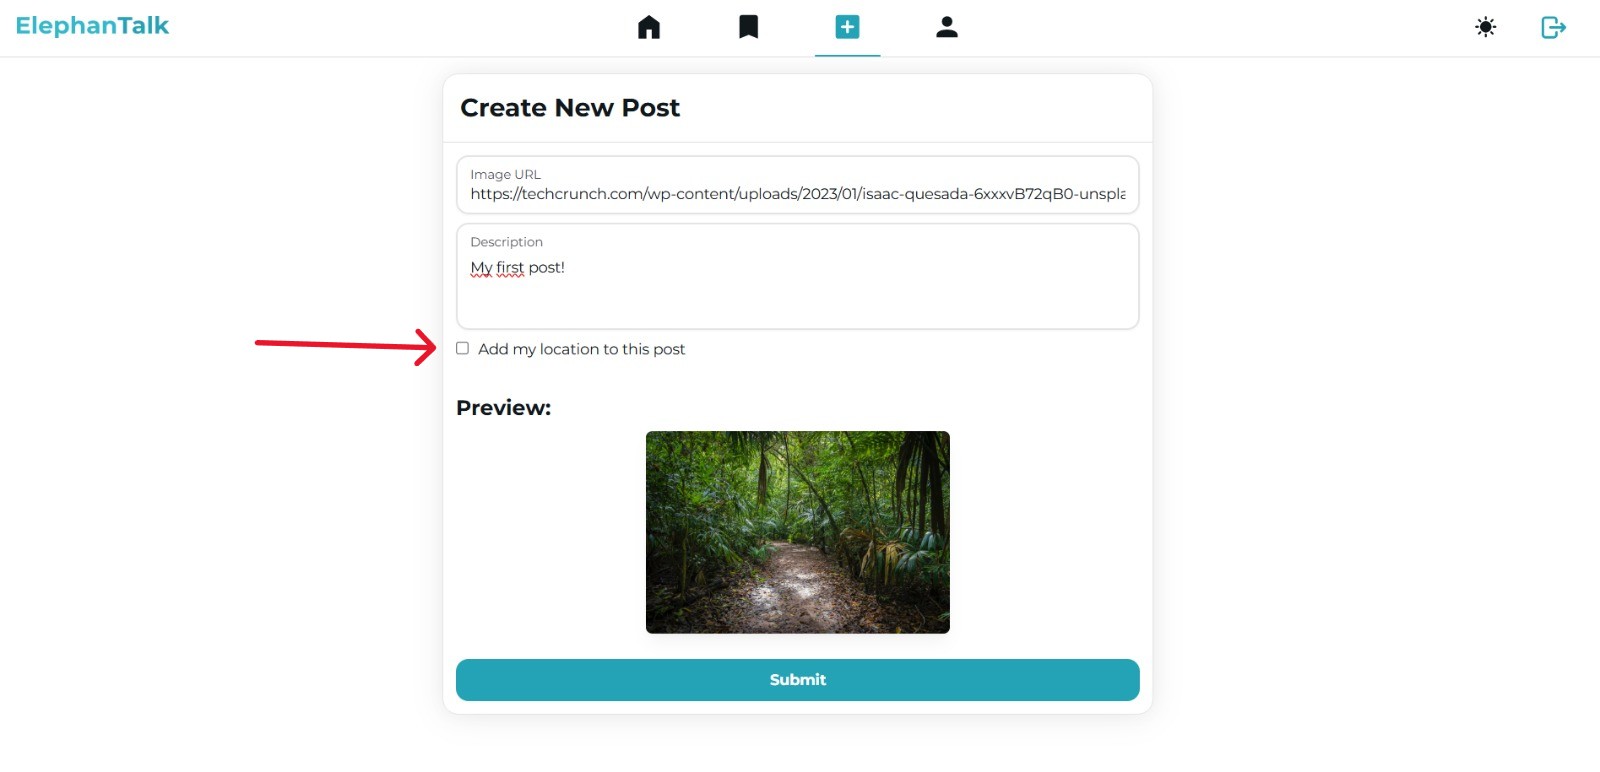 ElephanTalk
Create New Post
Image URL
https://techcrunch.com/wp-content/uploads/2023/01/isaac-quesada-6xxxvB72qB0-unspla
Description
My first post!
Add my location to this post
Preview:
Submit